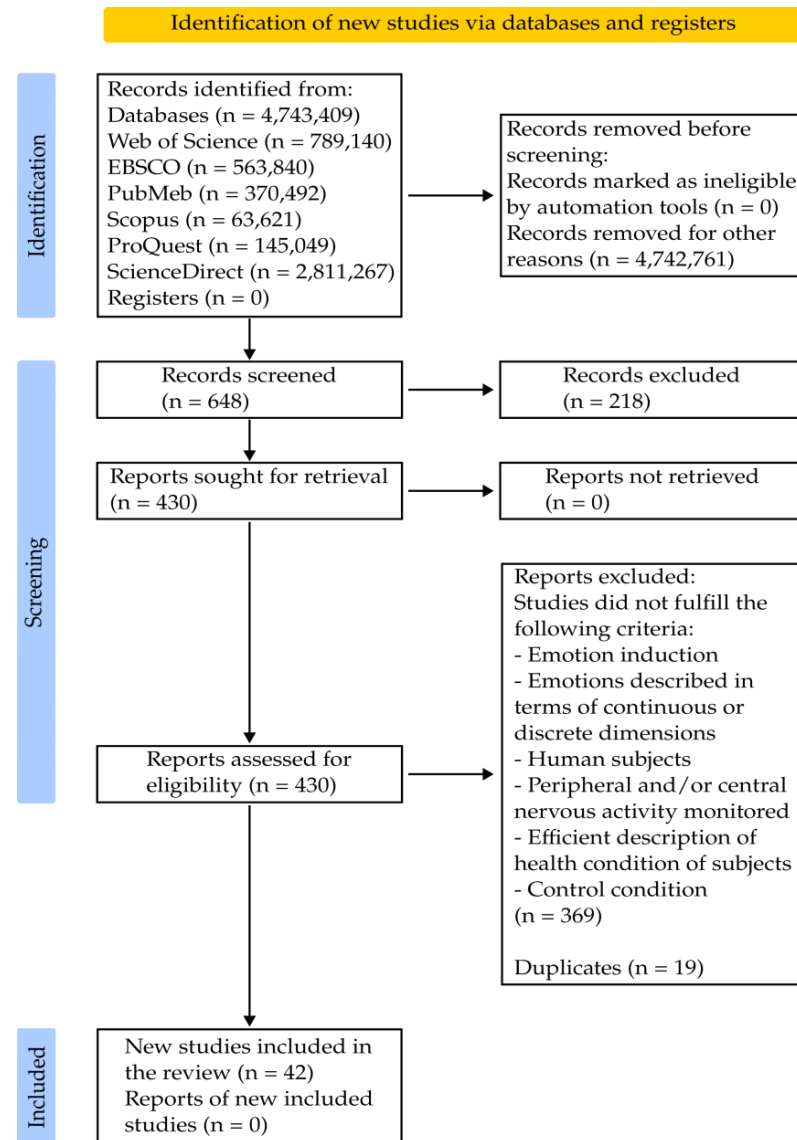 Identification of new studies via databases and registers
Identification
Records identified from:
Databases (n = 4,743,409)
Web of Science (n = 789,140)
EBSCO (n = 563,840)
PubMeb (n = 370,492)
Scopus (n = 63,621)
ProQuest (n = 145,049)
ScienceDirect (n = 2,811,267)
Registers (n = 0)
Records removed before
screening:
Records marked as ineligible
by automation tools (n = 0)
Records removed for other
reasons (n = 4,742,761)
Screening
Records screened
(n = 648)
Records excluded
(n = 218)
Reports sought for retrieval
(n = 430)
Reports not retrieved
(n = 0)
Reports assessed for
eligibility (n = 430)
Reports excluded:
Studies did not fulfill the
following criteria:
- Emotion induction
- Emotions described in
terms of continuous or
discrete dimensions
- Human subjects
- Peripheral and/or central
nervous activity monitored
- Efficient description of
health condition of subjects
- Control condition
(n = 369)
Duplicates (n = 19)
Included
New studies included in
the review (n = 42)
Reports of new included
studies (n = 0)